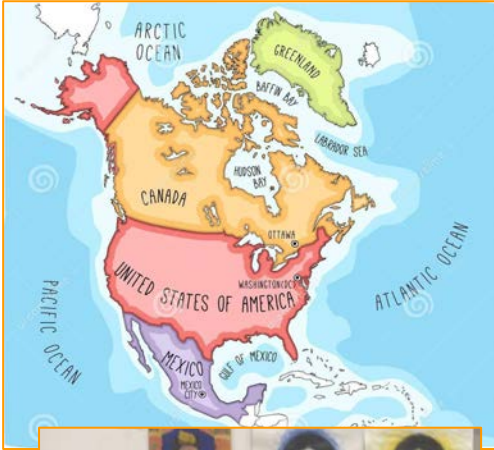 ARCTIC
OCEAN
GREENLAND
BAFFIN BAY
LABRADOR SEA
HUDSON
BAY
CANADA
OTTAWA
WASHINGTON(DC)
UNITED STATES OF AMERICA
ATLANTIC OCEAN
PACIFIC OCEAN
MEXICO
GULF OF MEXICO
MEXICO
CITY